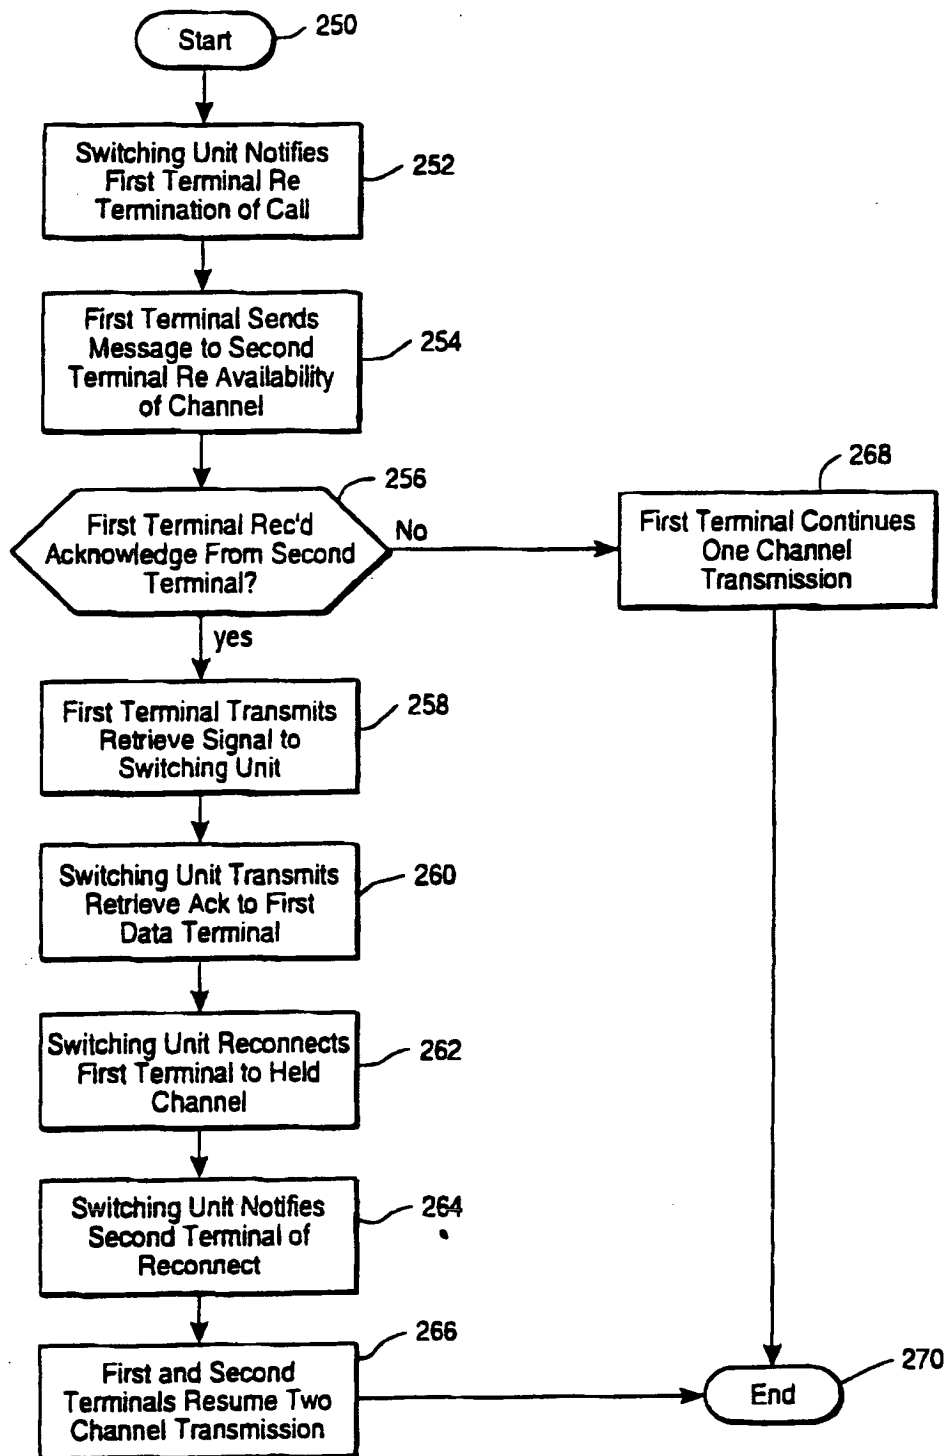 Start
250
Switching Unit Notifies
First Terminal Re
Termination of Call
252
First Terminal Sends
Message to Second
Terminal Re Availability
of Channel
254
First Terminal Rec'd
Acknowledge From Second
Terminal?
256
No
yes
268
First Terminal Continues
One Channel
Transmission
First Terminal Transmits
Retrieve Signal to
Switching Unit
258
Switching Unit Transmits
Retrieve Ack to First
Data Terminal
260
Switching Unit Reconnects
First Terminal to Held
Channel
262
Switching Unit Notifies
Second Terminal of
Reconnect
264
First and Second
Terminals Resume Two
Channel Transmission
266
End
270